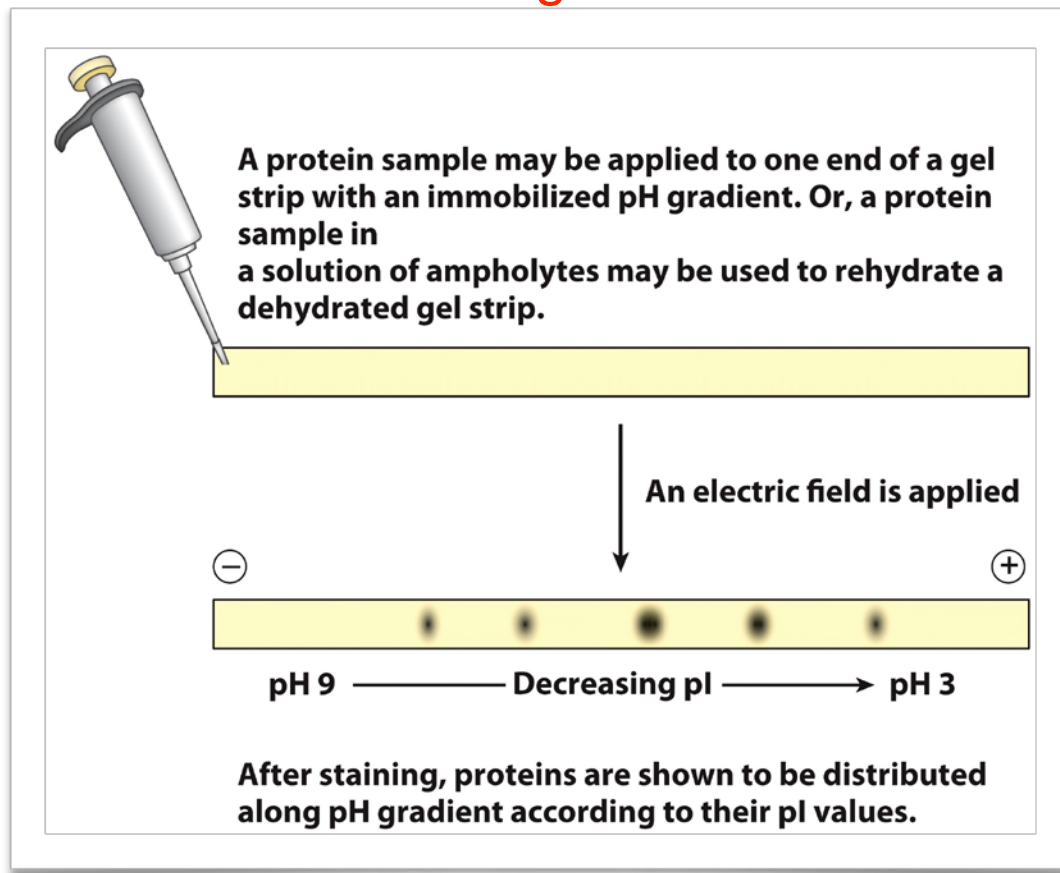 A protein sample may be applied to one end of a gel
strip with an immobilized pH gradient. Or, a protein
sample in
a solution of ampholytes may be used to rehydrate a
dehydrated gel strip.
An electric field is applied
− +
pH 9 Decreasing pI pH 3
After staining, proteins are shown to be distributed
along pH gradient according to their pI values.